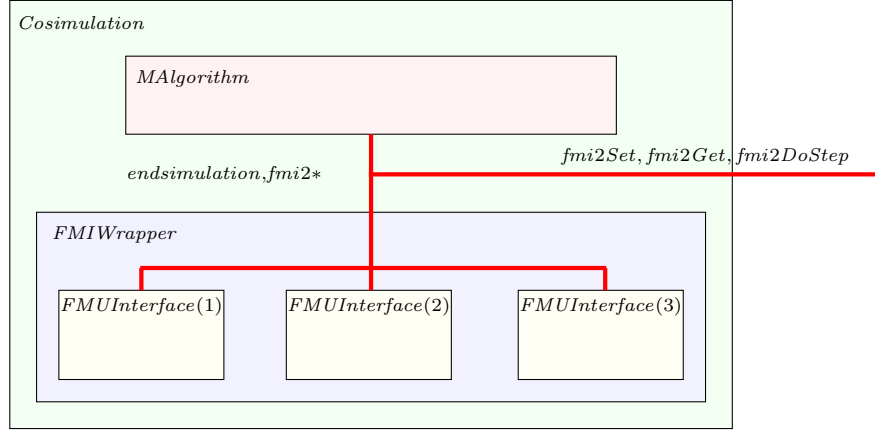 Cosimulation
MAlgorithm
fmi2Set, fmi2Get, fmi2DoStep
endsimulation,fmi2*
FMIWrapper
FMUInterface(1) FMUInterface(2) FMUInterface(3)